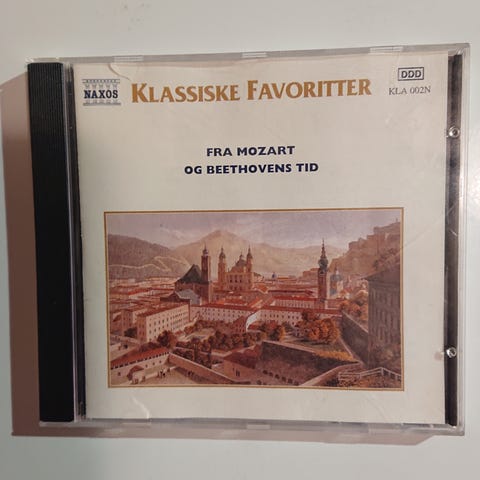 NAXOS
KLASSISKE FAVORITTER
DDD
KLA 002N
FRA MOZART
OG BEETHOVENS TID